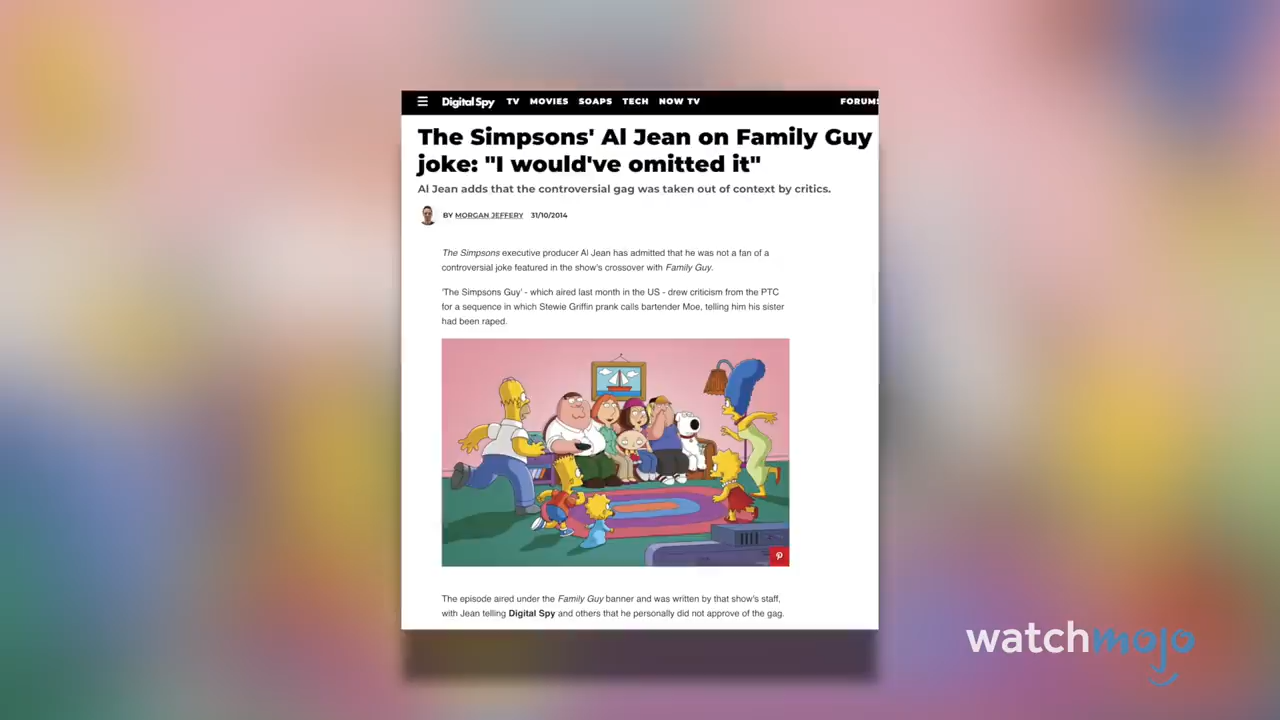 Digital Spy TV MOVIES SOAPS TECH NOW TV FORUMS
The Simpsons' Al Jean on Family Guy
joke: "I would've omitted it"
Al Jean adds that the controversial gag was taken out of context by critics.
BY MORGAN JEFFERY 31/10/2014
The Simpsons executive producer Al Jean has admitted that he was not a fan of a
controversial joke featured in the show's crossover with Family Guy.
'The Simpsons Guy' - which aired last month in the US - drew criticism from the PTC
for a sequence in which Stewie Griffin prank calls bartender Moe, telling him his sister
had been raped.
The episode aired under the Family Guy banner and was written by that show's staff,
with Jean telling Digital Spy and others that he personally did not approve of the gag.
watchmojo